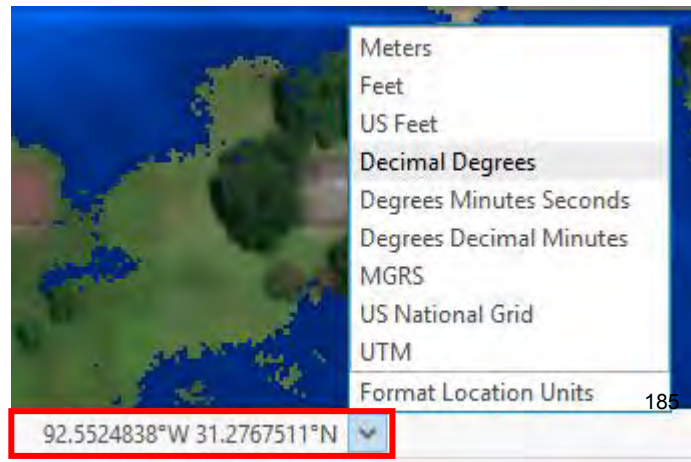 Meters
Feet
US Feet
Decimal Degrees
Degrees Minutes Seconds
Degrees Decimal Minutes
MGRS
US National Grid
UTM
Format Location Units
185
92.5524838°W 31.2767511°N